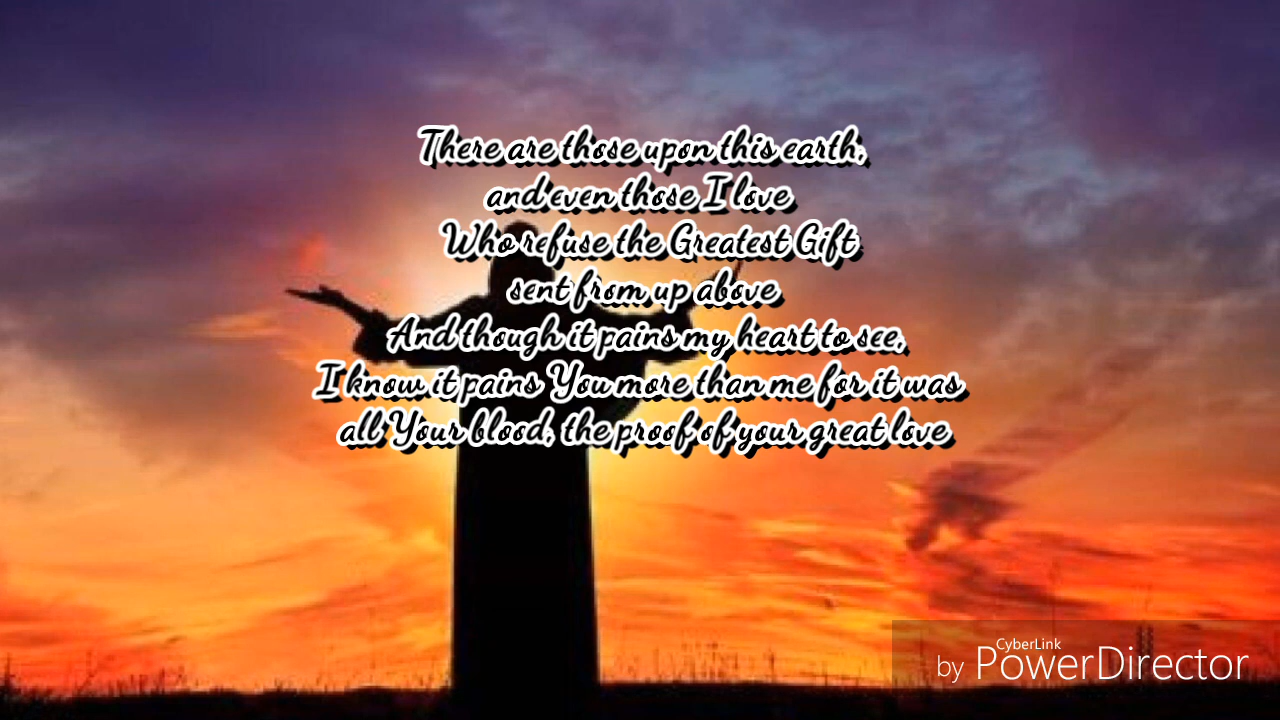 There are those upon this earth,
and even those I love
Who refuse the Greatest Gift
sent from up above
And though it pains my heart to see,
I know it pains You more than me for it was
all Your blood, the proof of your great love
CyberLink
by PowerDirector